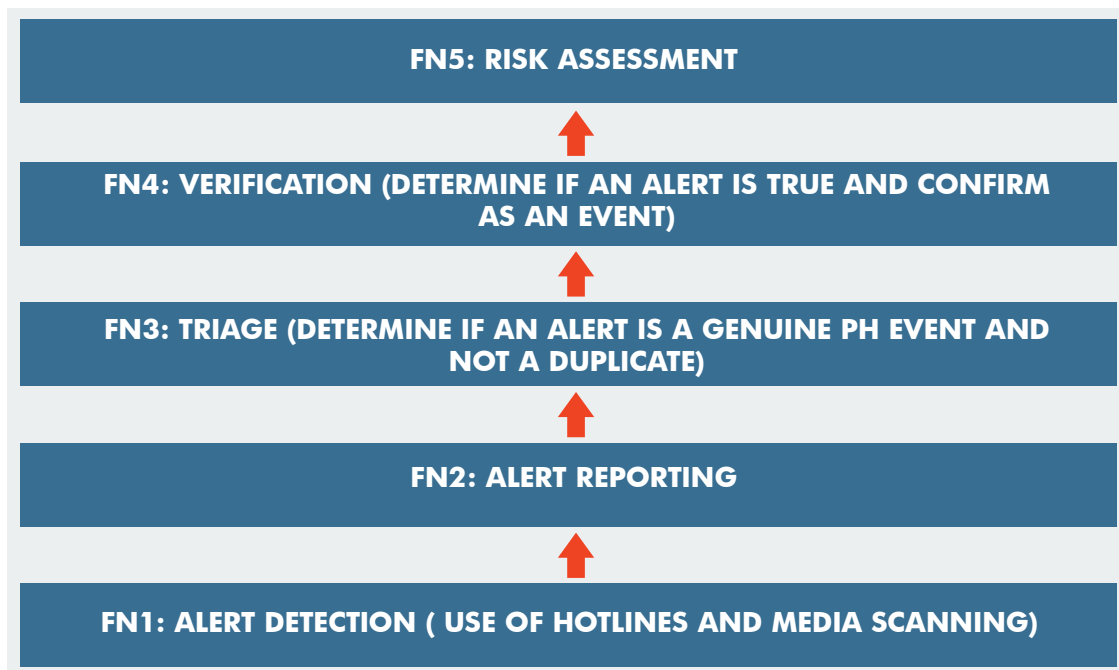 FN5: RISK ASSESSMENT
FN4: VERIFICATION (DETERMINE IF AN ALERT IS TRUE AND CONFIRM
AS AN EVENT)
FN3: TRIAGE (DETERMINE IF AN ALERT IS A GENUINE PH EVENT AND
NOT A DUPLICATE)
FN2: ALERT REPORTING
FN1: ALERT DETECTION ( USE OF HOTLINES AND MEDIA SCANNING)